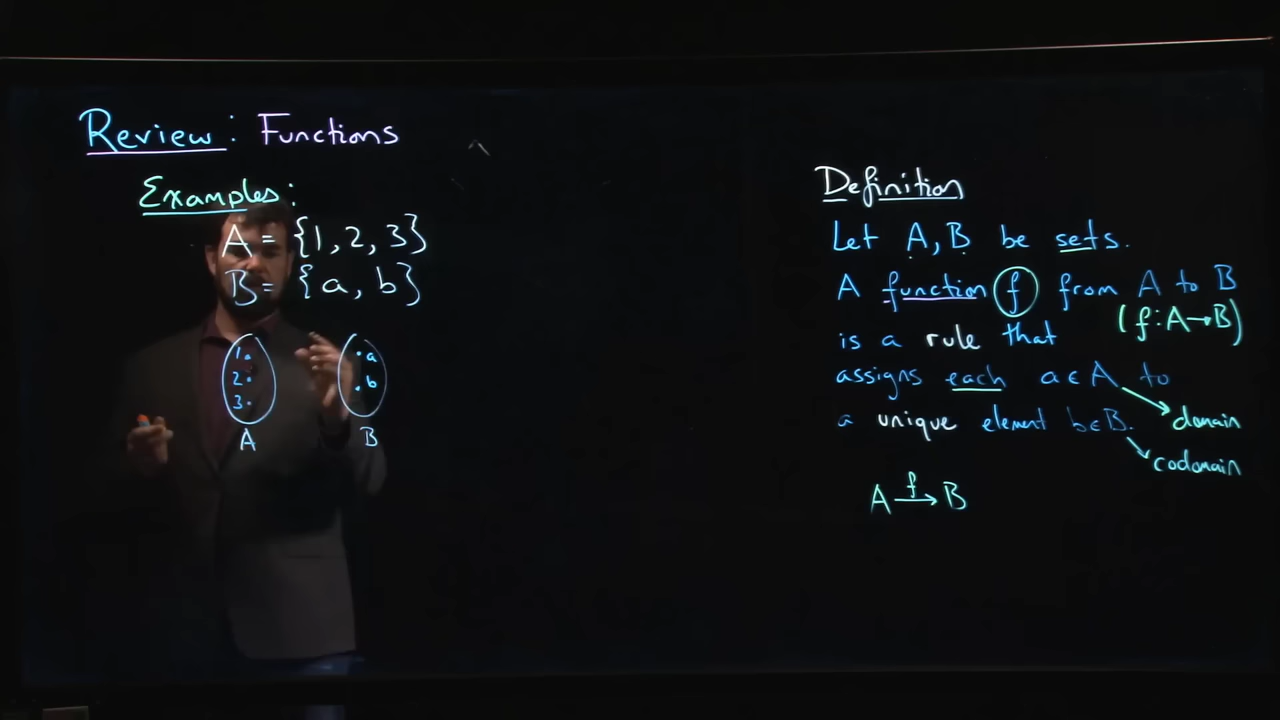 Review: Functions
Examples:
A = {1, 2, 3}
B = {a, b}
1
2
3
A
a
b
B
Definition
Let A, B be sets.
A function f from A to B
(f: A→B)
is a rule that
assigns each a ∈ A to
domain
a unique element b ∈ B.
codomain
A f→ B